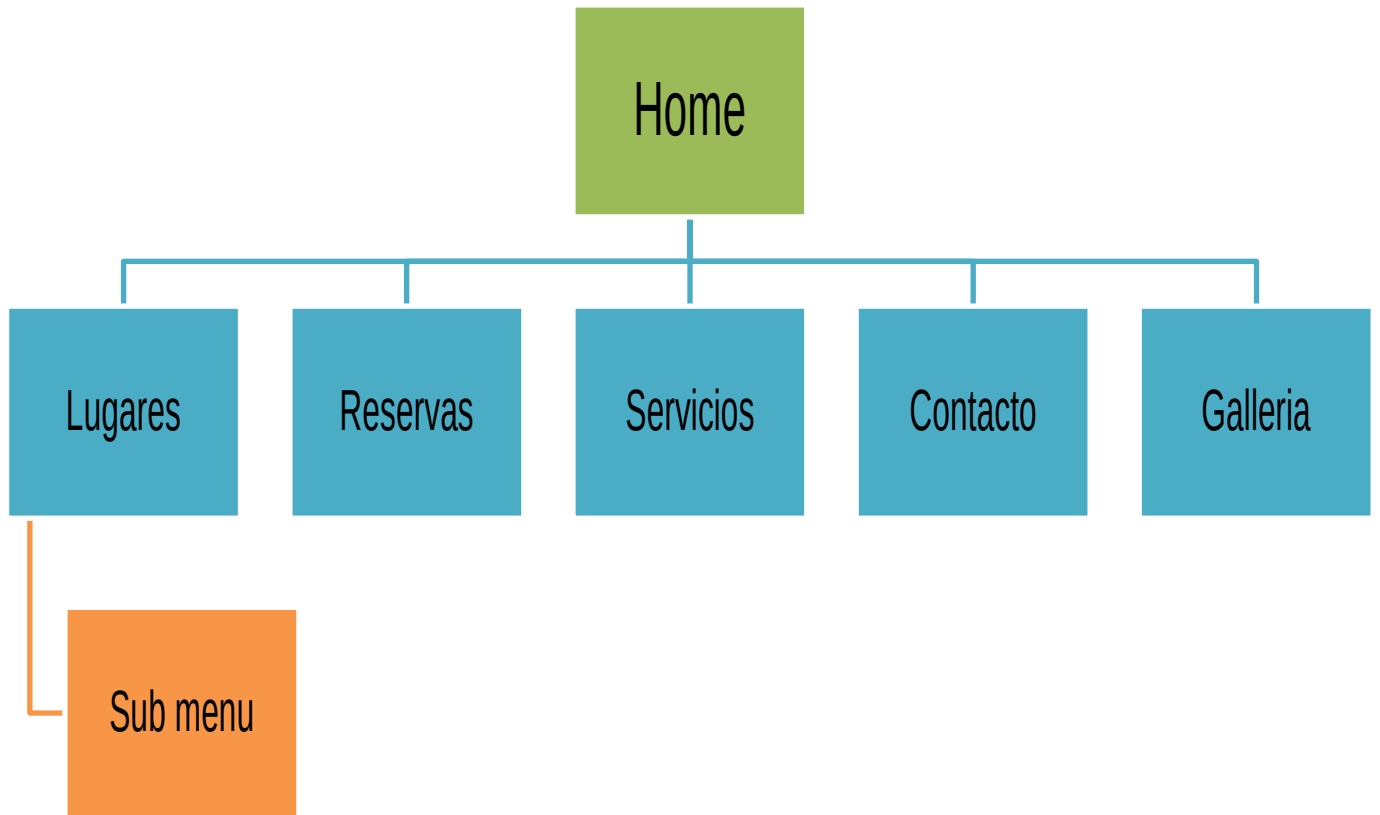 Home
Lugares
Reservas
Servicios
Contacto
Galleria
Sub menu